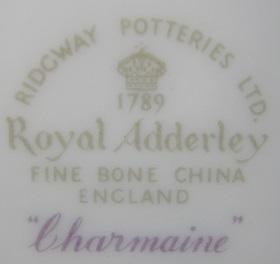 RIDGWAY POTTERIES LTD.
1789
Royal Adderley
FINE BONE CHINA
ENGLAND
"Charmaine"